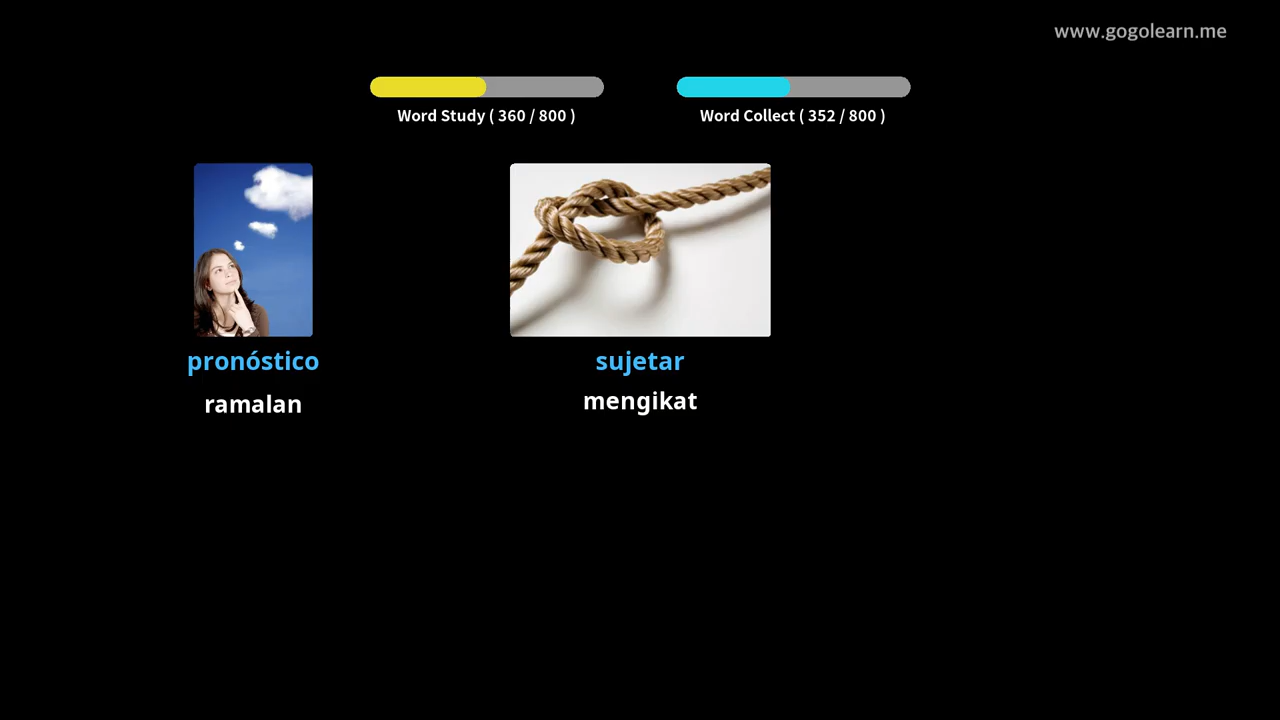 www.gogolearn.me
Word Study ( 360 / 800 )
Word Collect ( 352 / 800 )
pronóstico
ramalan
sujetar
mengikat